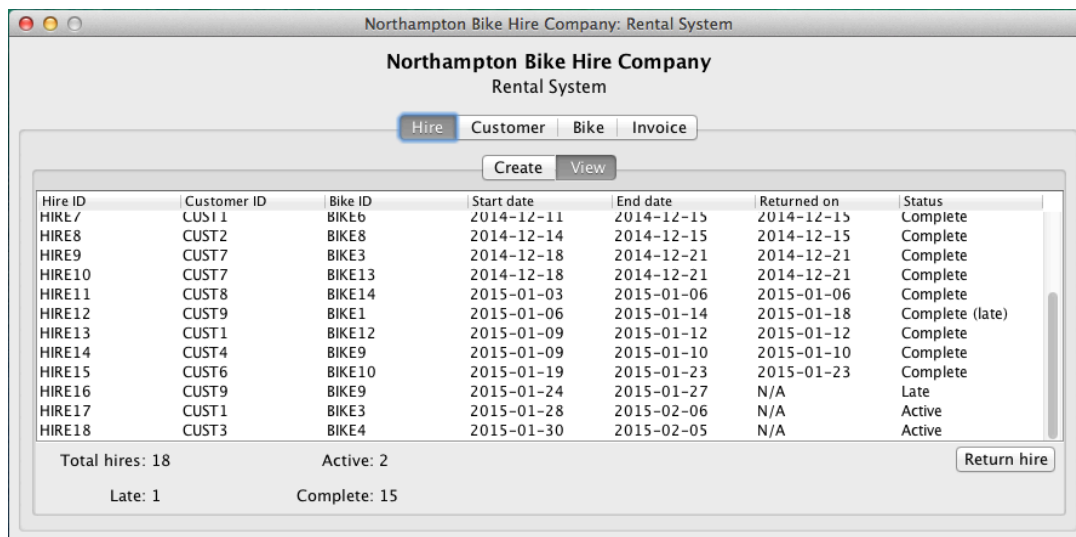 Northampton Bike Hire Company: Rental System
Northampton Bike Hire Company
Rental System
Hire Customer Bike Invoice
Create View
Hire ID Customer ID Bike ID Start date End date Returned on Status
HIRE7 CUST1 BIKE6 2014-12-11 2014-12-15 2014-12-15 Complete
HIRE8 CUST2 BIKE8 2014-12-14 2014-12-15 2014-12-15 Complete
HIRE9 CUST7 BIKE3 2014-12-18 2014-12-21 2014-12-21 Complete
HIRE10 CUST7 BIKE13 2014-12-18 2014-12-21 2014-12-21 Complete
HIRE11 CUST8 BIKE14 2015-01-03 2015-01-06 2015-01-06 Complete
HIRE12 CUST9 BIKE1 2015-01-06 2015-01-14 2015-01-18 Complete (late)
HIRE13 CUST1 BIKE12 2015-01-09 2015-01-12 2015-01-12 Complete
HIRE14 CUST4 BIKE9 2015-01-09 2015-01-10 2015-01-10 Complete
HIRE15 CUST6 BIKE10 2015-01-19 2015-01-23 2015-01-23 Complete
HIRE16 CUST9 BIKE9 2015-01-24 2015-01-27 N/A Late
HIRE17 CUST1 BIKE3 2015-01-28 2015-02-06 N/A Active
HIRE18 CUST3 BIKE4 2015-01-30 2015-02-05 N/A Active
Total hires: 18 Active: 2 Return hire
Late: 1 Complete: 15